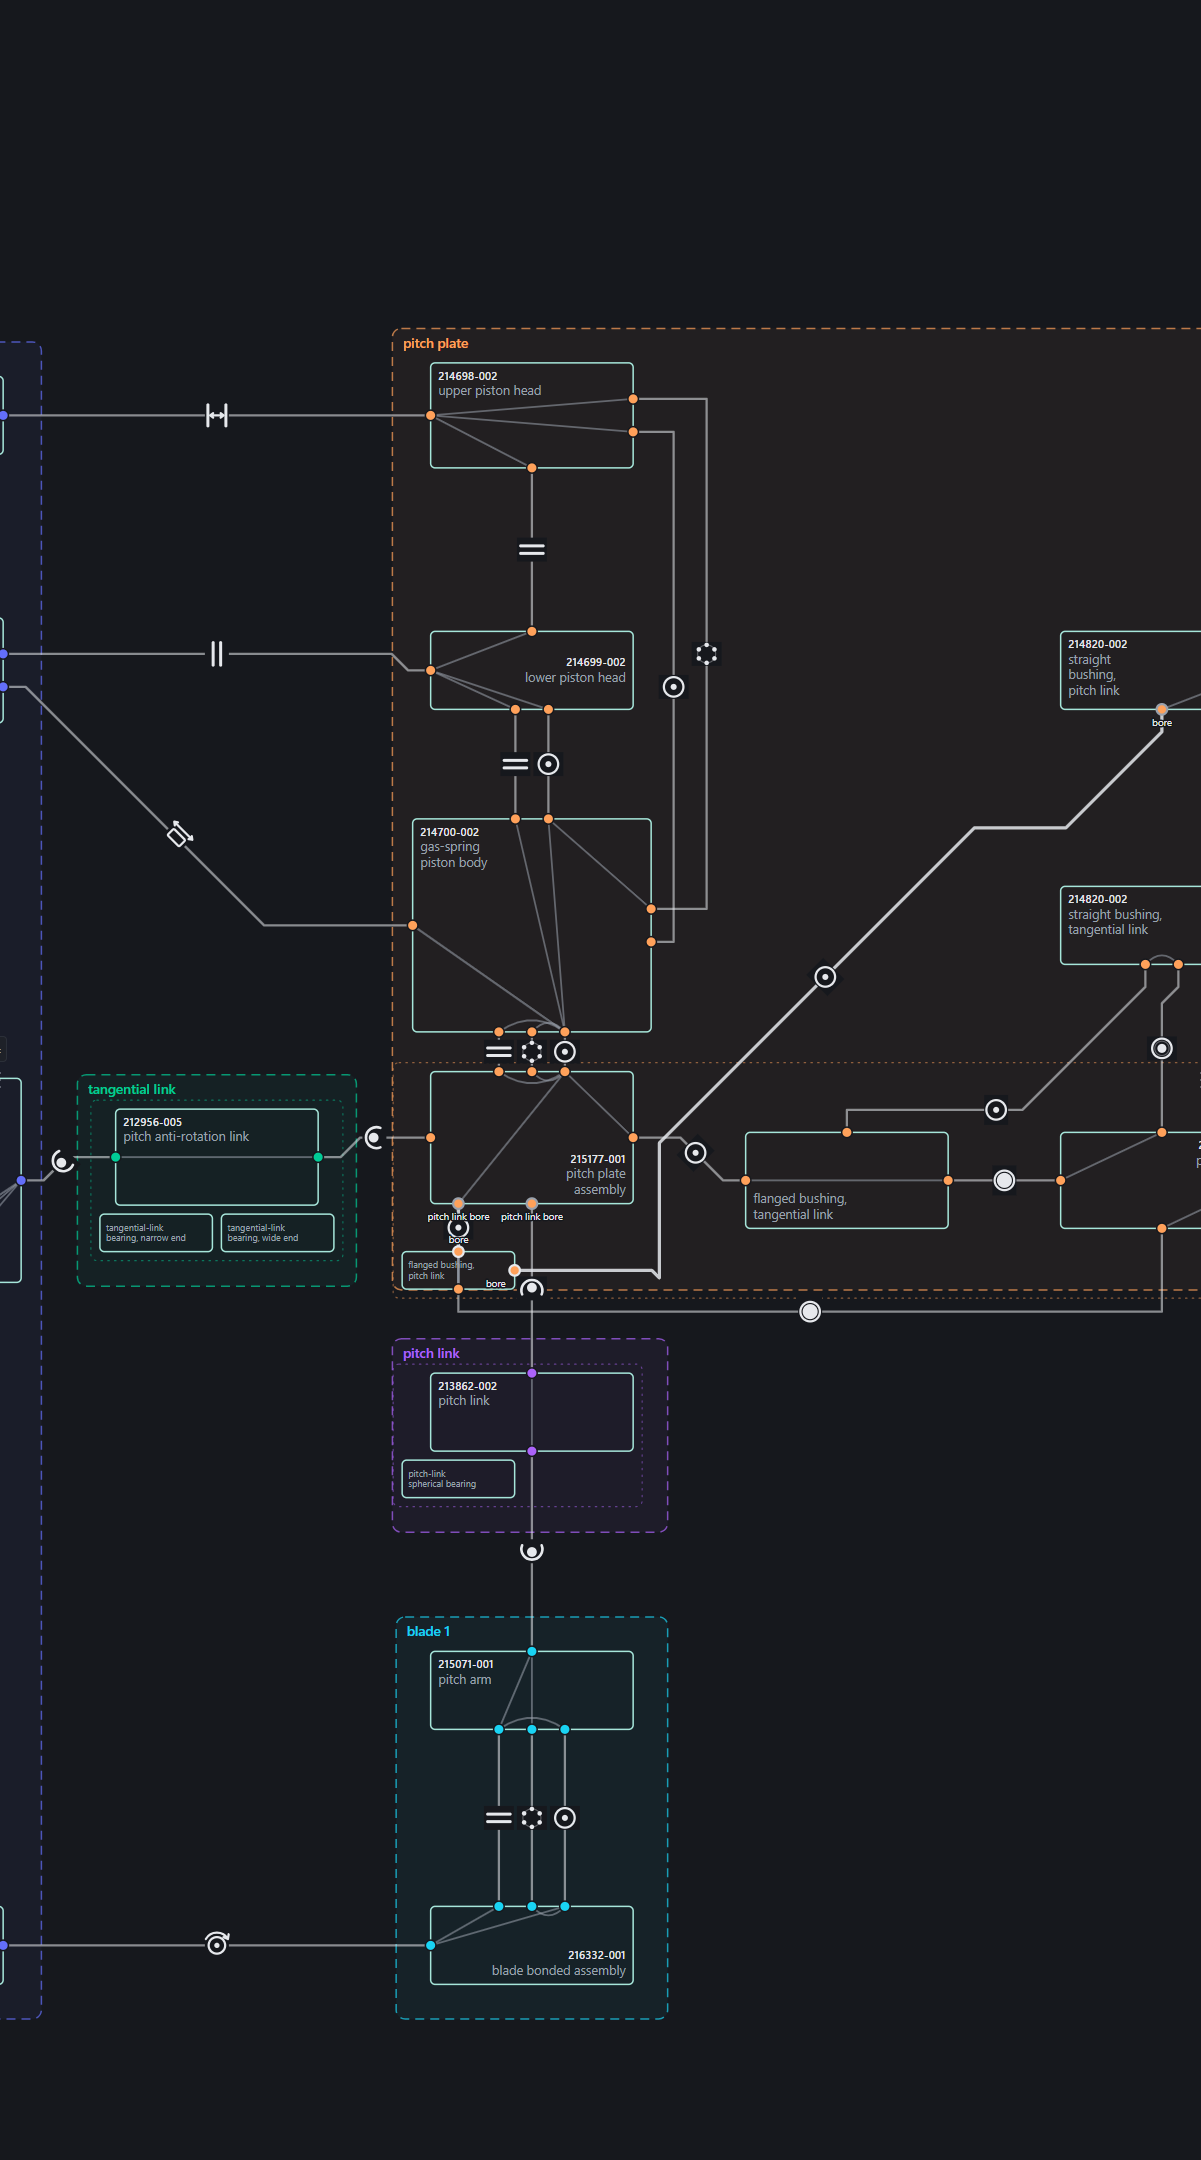 pitch plate
214698-002
upper piston head
214699-002
lower piston head
214820-002
straight
bushing,
pitch link
bore
214700-002
gas-spring
piston body
214820-002
straight bushing,
tangential link
tangential link
212956-005
pitch anti-rotation link
tangential-link
bearing, narrow end
tangential-link
bearing, wide end
215177-001
pitch plate
assembly
pitch link bore
pitch link bore
bore
flanged bushing,
pitch link
bore
flanged bushing,
tangential link
pitch link
213862-002
pitch link
pitch-link
spherical bearing
blade 1
215071-001
pitch arm
216332-001
blade bonded assembly